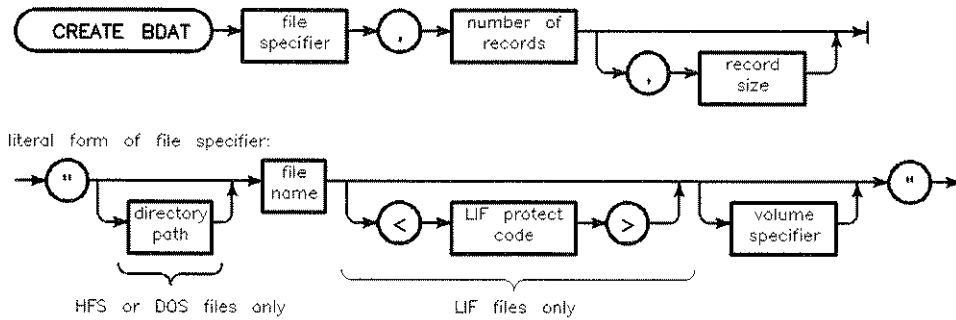 CREATE BDAT
file specifier
,
number of records
,
record size
literal form of file specifier:
"
directory path
file name
<
LIF protect code
>
volume specifier
"
HFS or DOS files only
LIF files only